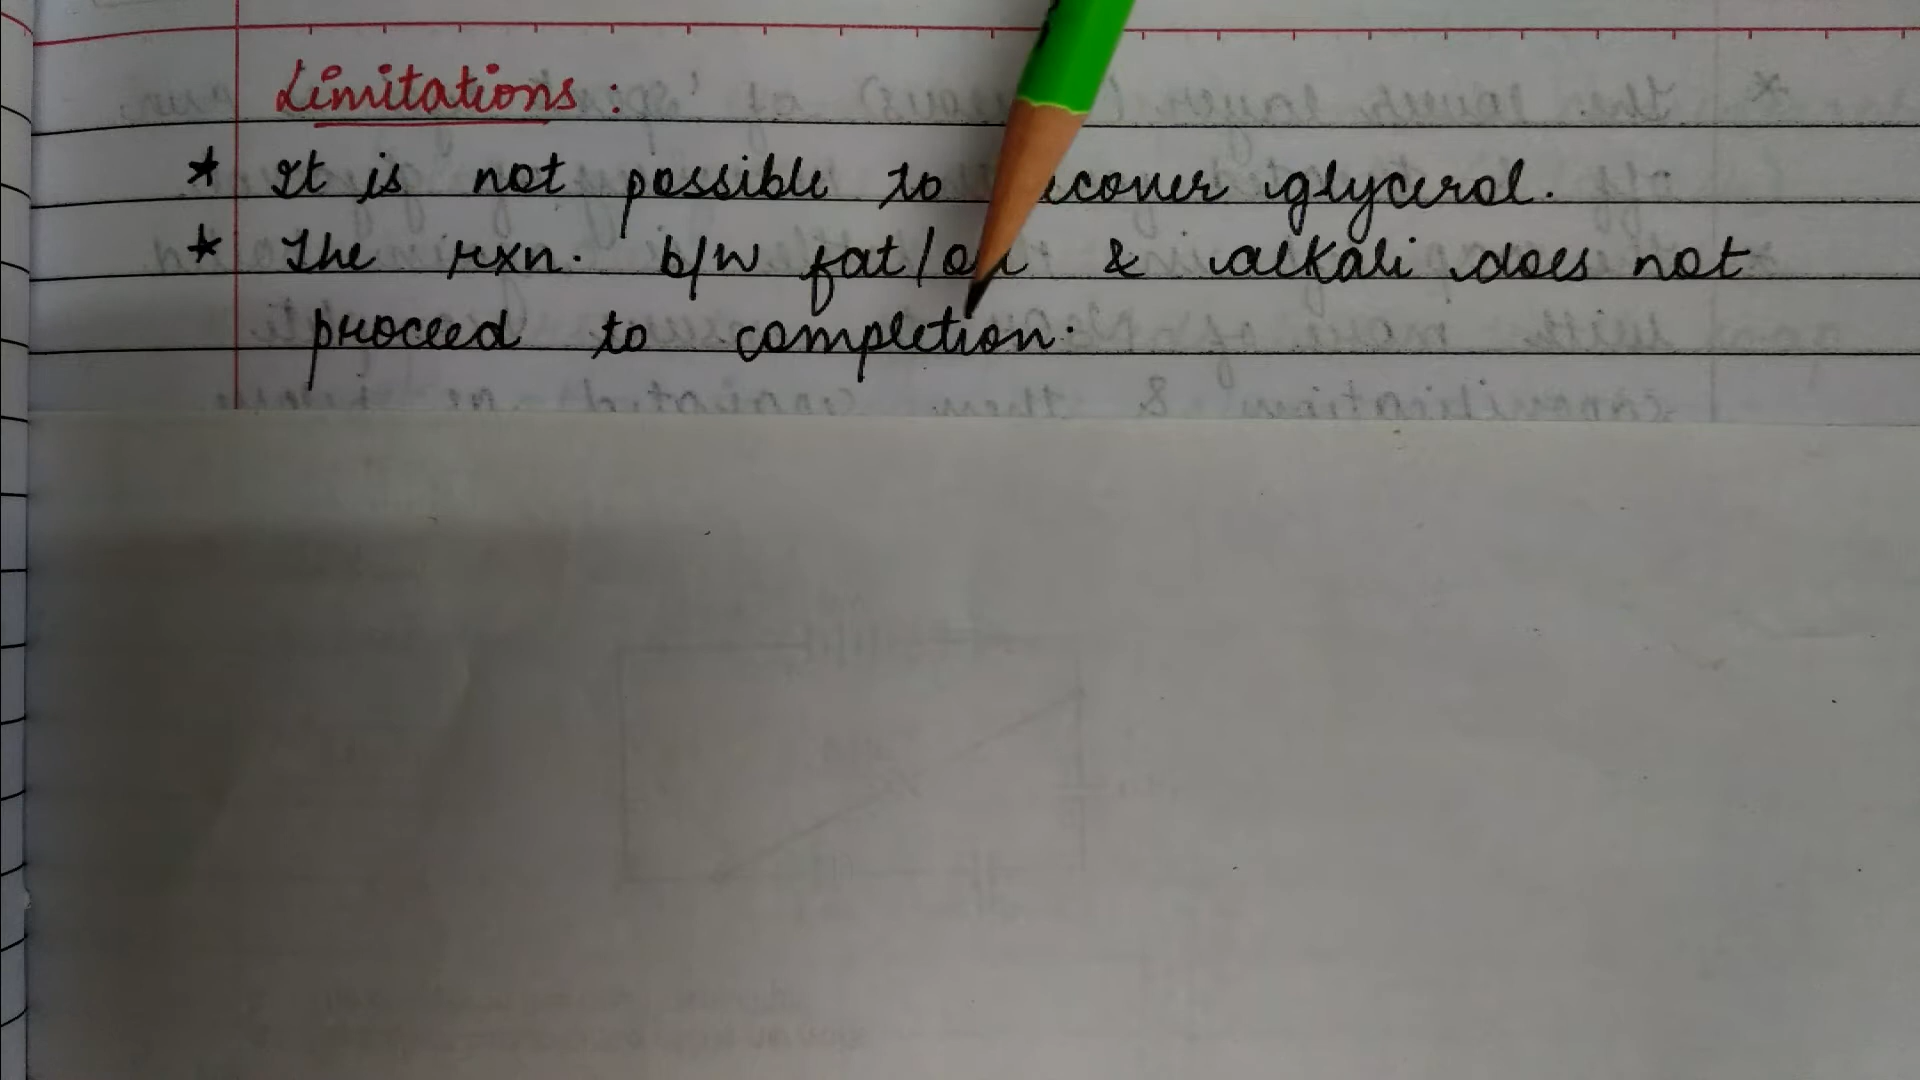 Limitations :
* It is not possible to recover glycerol.
* The rxn. b/w fat/oil & alkali does not
proceed to completion.